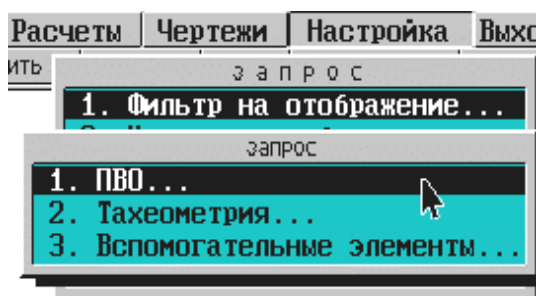 Расчеты Чертежи Настройка Выхо
ить
запрос
1. Фильтр на отображение...
запрос
1. ПВО...
2. Тахеометрия...
3. Вспомогательные элементы...